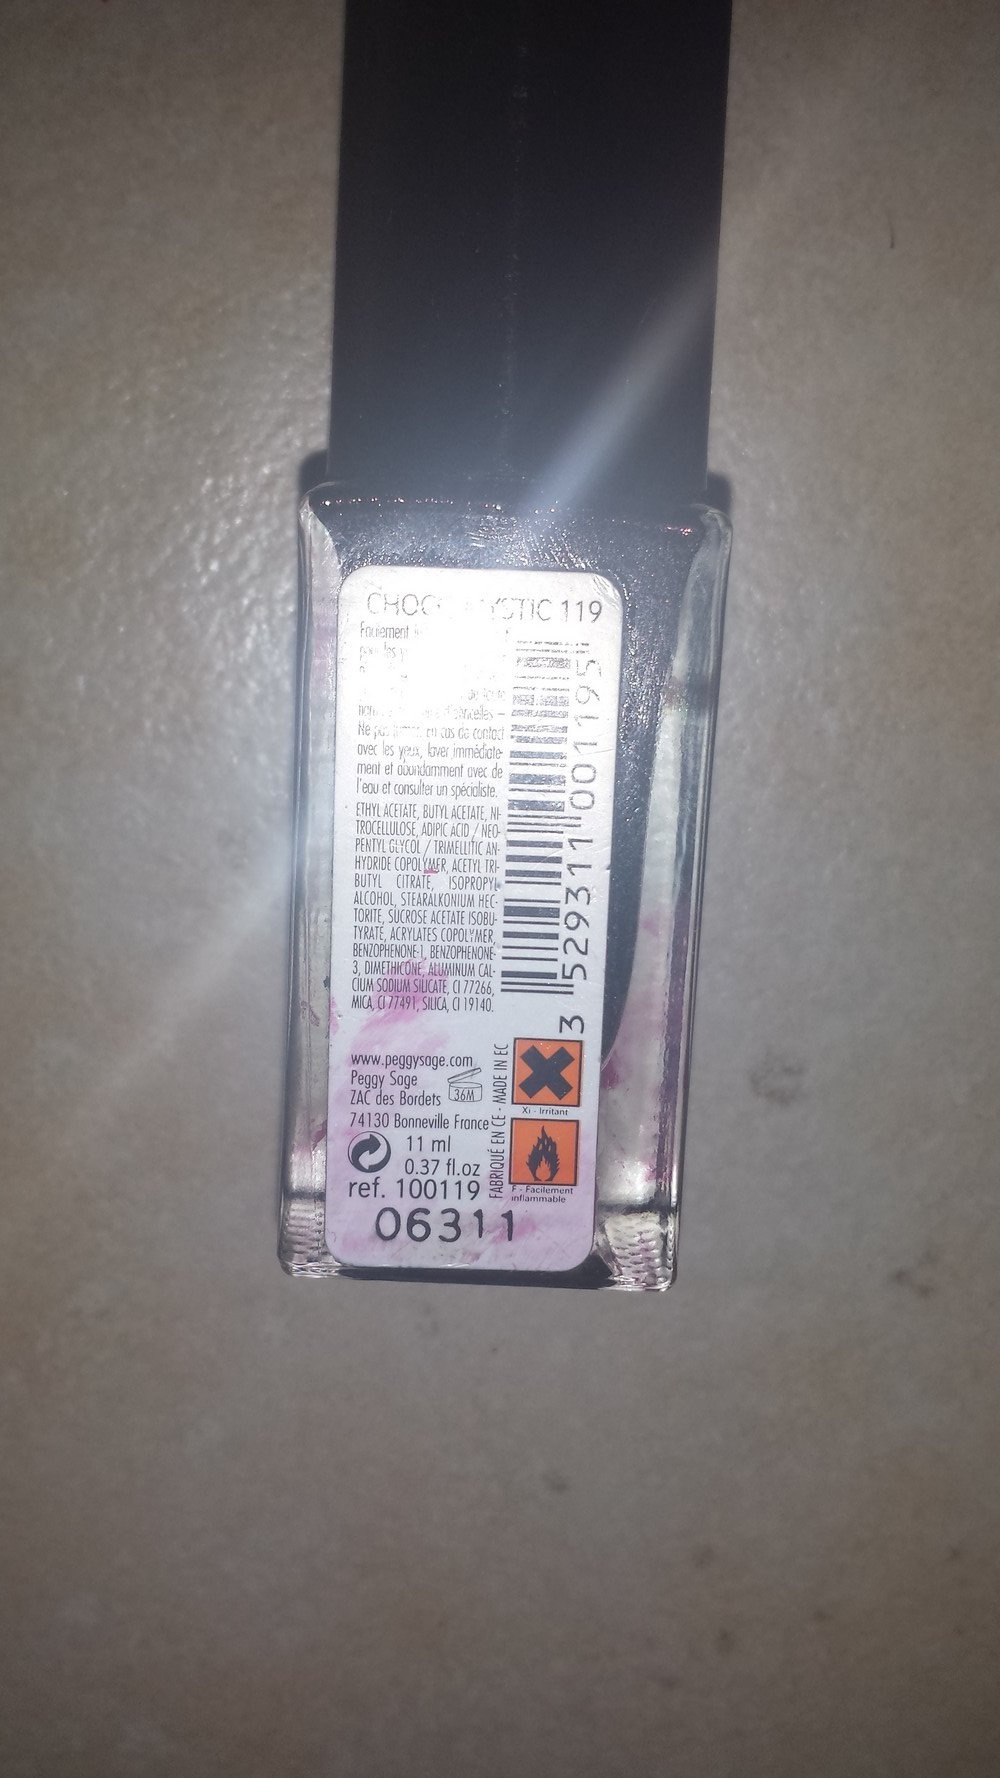 119
pour les
Ne en cas de contact
avec les yeux, laver immédiate-
ment et abondamment avec de
l'eau et consulter un spécialiste.
ETHYL ACETATE, BUTYL ACETATE, NI-
TROCELLULOSE, ADIPIC ACID / NEO-
PENTYL GLYCOL / TRIMELLITIC AN-
HYDRIDE COPOLYMER, ACETYL TRI-
BUTYL CITRATE, ISOPROPYL
ALCOHOL, STEARALKONIUM HEC-
TORITE, SUCROSE ACETATE ISOBU-
TYRATE, ACRYLATES COPOLYMER,
BENZOPHENONE-1, BENZOPHENONE-
3, DIMETHICONE, ALUMINUM CAL-
CIUM SODIUM SILICATE, CI 77266,
MICA, CI 77491, SILICA, CI 19140.
3 529311 001195
www.peggysage.com
Peggy Sage
ZAC des Bordets
74130 Bonneville France
36M
11 ml
0.37 fl.oz
ref. 100119
06311
FABRIQUÉ EN CE - MADE IN EC
Xi - Irritant
F - Facilement
inflammable